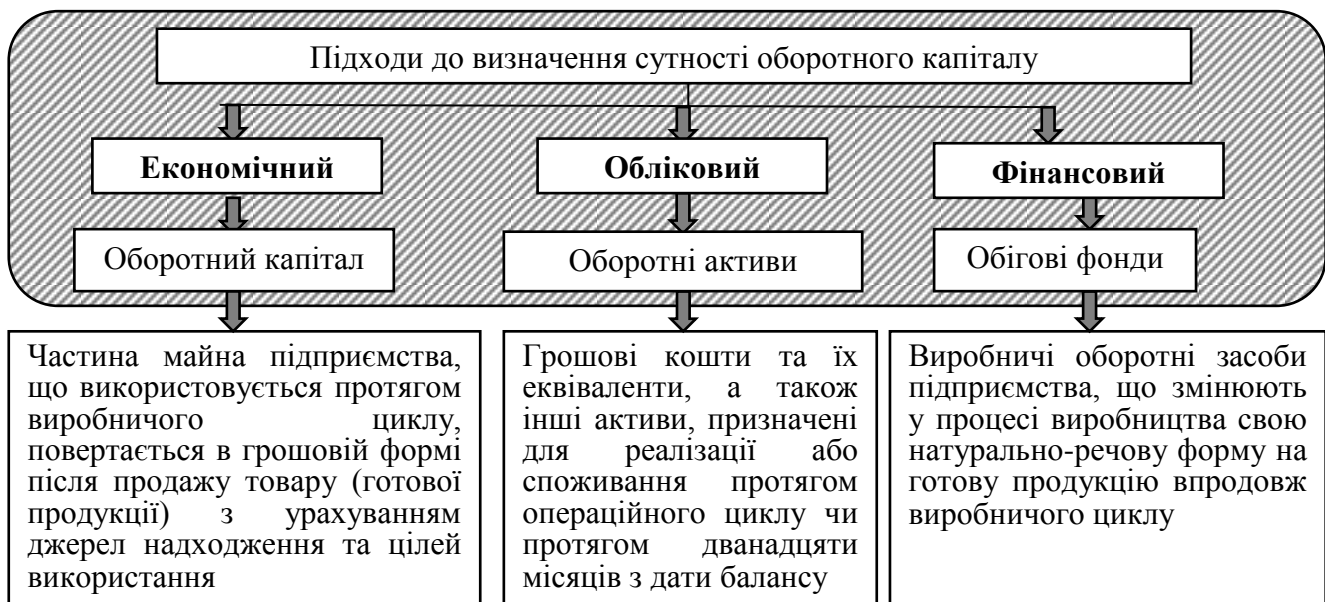 Підходи до визначення сутності оборотного капіталу
Економічний
Обліковий
Фінансовий
Оборотний капітал
Оборотні активи
Обігові фонди
Частина майна підприємства,
що використовується протягом
виробничого циклу,
повертається в грошовій формі
після продажу товару (готової
продукції) з урахуванням
джерел надходження та цілей
використання
Грошові кошти та їх
еквіваленти, а також
інші активи, призначені
для реалізації або
споживання протягом
операційного циклу чи
протягом дванадцяти
місяців з дати балансу
Виробничі оборотні засоби
підприємства, що змінюють
у процесі виробництва свою
натурально-речову форму на
готову продукцію впродовж
виробничого циклу